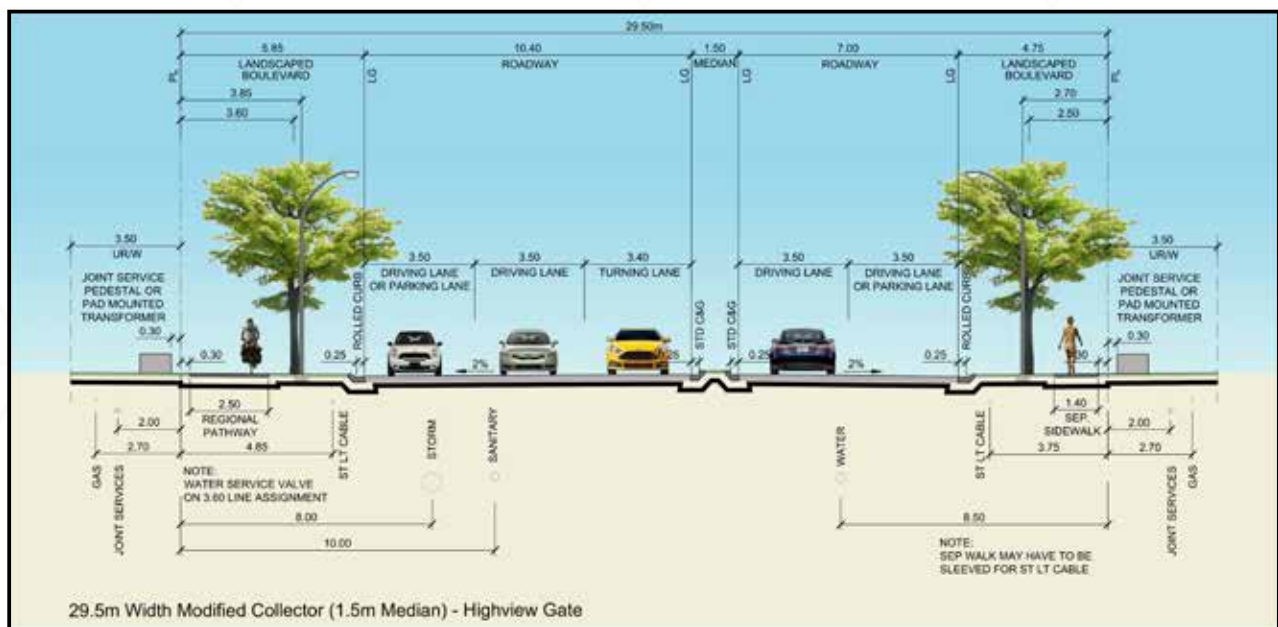 29.50m
5.85
10.40
1.50
7.00
4.75
LANDSCAPED
BOULEVARD
ROADWAY
MEDIAN
ROADWAY
LANDSCAPED
BOULEVARD
PL
LG
LG
LG
LG
PL
3.85
3.60
2.70
2.50
3.50
UR/W
JOINT SERVICE
PEDESTAL OR
PAD MOUNTED
TRANSFORMER
0.30
3.50
DRIVING LANE
OR PARKING LANE
3.50
DRIVING LANE
3.40
TURNING LANE
3.50
DRIVING LANE
3.50
DRIVING LANE
OR PARKING LANE
3.50
UR/W
JOINT SERVICE
PEDESTAL OR
PAD MOUNTED
TRANSFORMER
0.30
ROLLED CURB
STD C&G
STD C&G
ROLLED CURB
0.30
0.25
2%
0.25
0.25
2%
0.25
2.50
REGIONAL
PATHWAY
2.00
2.70
4.85
GAS
JOINT SERVICES
ST LT CABLE
STORM
SANITARY
WATER
ST LT CABLE
1.40
SEP
SIDEWALK
2.00
3.75
2.70
JOINT SERVICES
GAS
NOTE:
WATER SERVICE VALVE
ON 3.60 LINE ASSIGNMENT
8.00
10.00
8.50
NOTE:
SEP WALK MAY HAVE TO BE
SLEEVED FOR ST LT CABLE
29.5m Width Modified Collector (1.5m Median) - Highview Gate